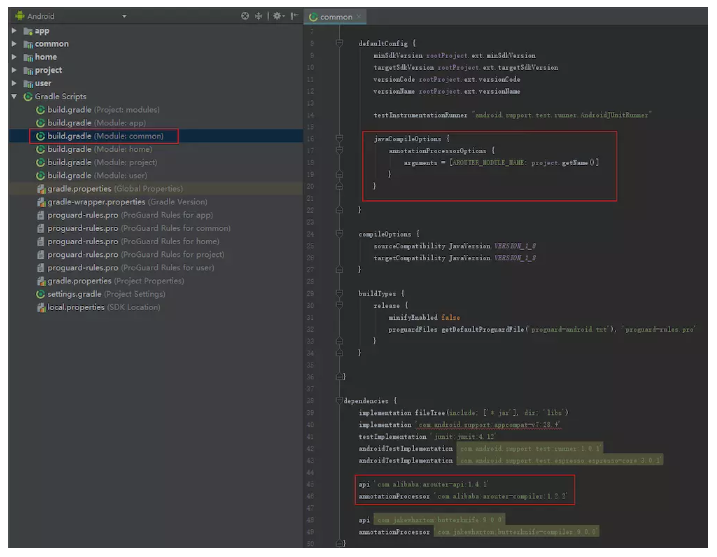 Android
app
common
home
project
user
Gradle Scripts
build.gradle (Project: modules)
build.gradle (Module: app)
build.gradle (Module: common)
build.gradle (Module: home)
build.gradle (Module: project)
build.gradle (Module: user)
gradle.properties (Global Properties)
gradle-wrapper.properties (Gradle Version)
proguard-rules.pro (ProGuard Rules for app)
proguard-rules.pro (ProGuard Rules for common)
proguard-rules.pro (ProGuard Rules for home)
proguard-rules.pro (ProGuard Rules for project)
proguard-rules.pro (ProGuard Rules for user)
gradle.properties (Project Properties)
settings.gradle (Project Settings)
local.properties (SDK Location)
common
defaultConfig {
minSdkVersion rootProject.ext.minSdkVersion
targetSdkVersion rootProject.ext.targetSdkVersion
versionCode rootProject.ext.versionCode
versionName rootProject.ext.versionName
testInstrumentationRunner "android.support.test.runner.AndroidJUnitRunner"
javaCompileOptions {
annotationProcessorOptions {
arguments = [AROUTER_MODULE_NAME: project.getName()]
}
}
}
compileOptions {
sourceCompatibility JavaVersion.VERSION_1_8
targetCompatibility JavaVersion.VERSION_1_8
}
buildTypes {
release {
minifyEnabled false
proguardFiles getDefaultProguardFile('proguard-android.txt'), 'proguard-rules.pro'
}
}
}
dependencies {
implementation fileTree(include: ['*.jar'], dir: 'libs')
implementation 'com.android.support:appcompat-v7:28.+'
testImplementation 'junit:junit:4.12'
androidTestImplementation 'com.android.support.test:runner:1.0.2'
androidTestImplementation 'com.android.support.test.espresso:espresso-core:3.0.2'
api 'com.alibaba:arouter-api:1.4.1'
annotationProcessor 'com.alibaba:arouter-compiler:1.2.2'
api 'com.jakewharton:butterknife:
annotationProcessor 'com.jakewharton:butterknife-compiler:
}